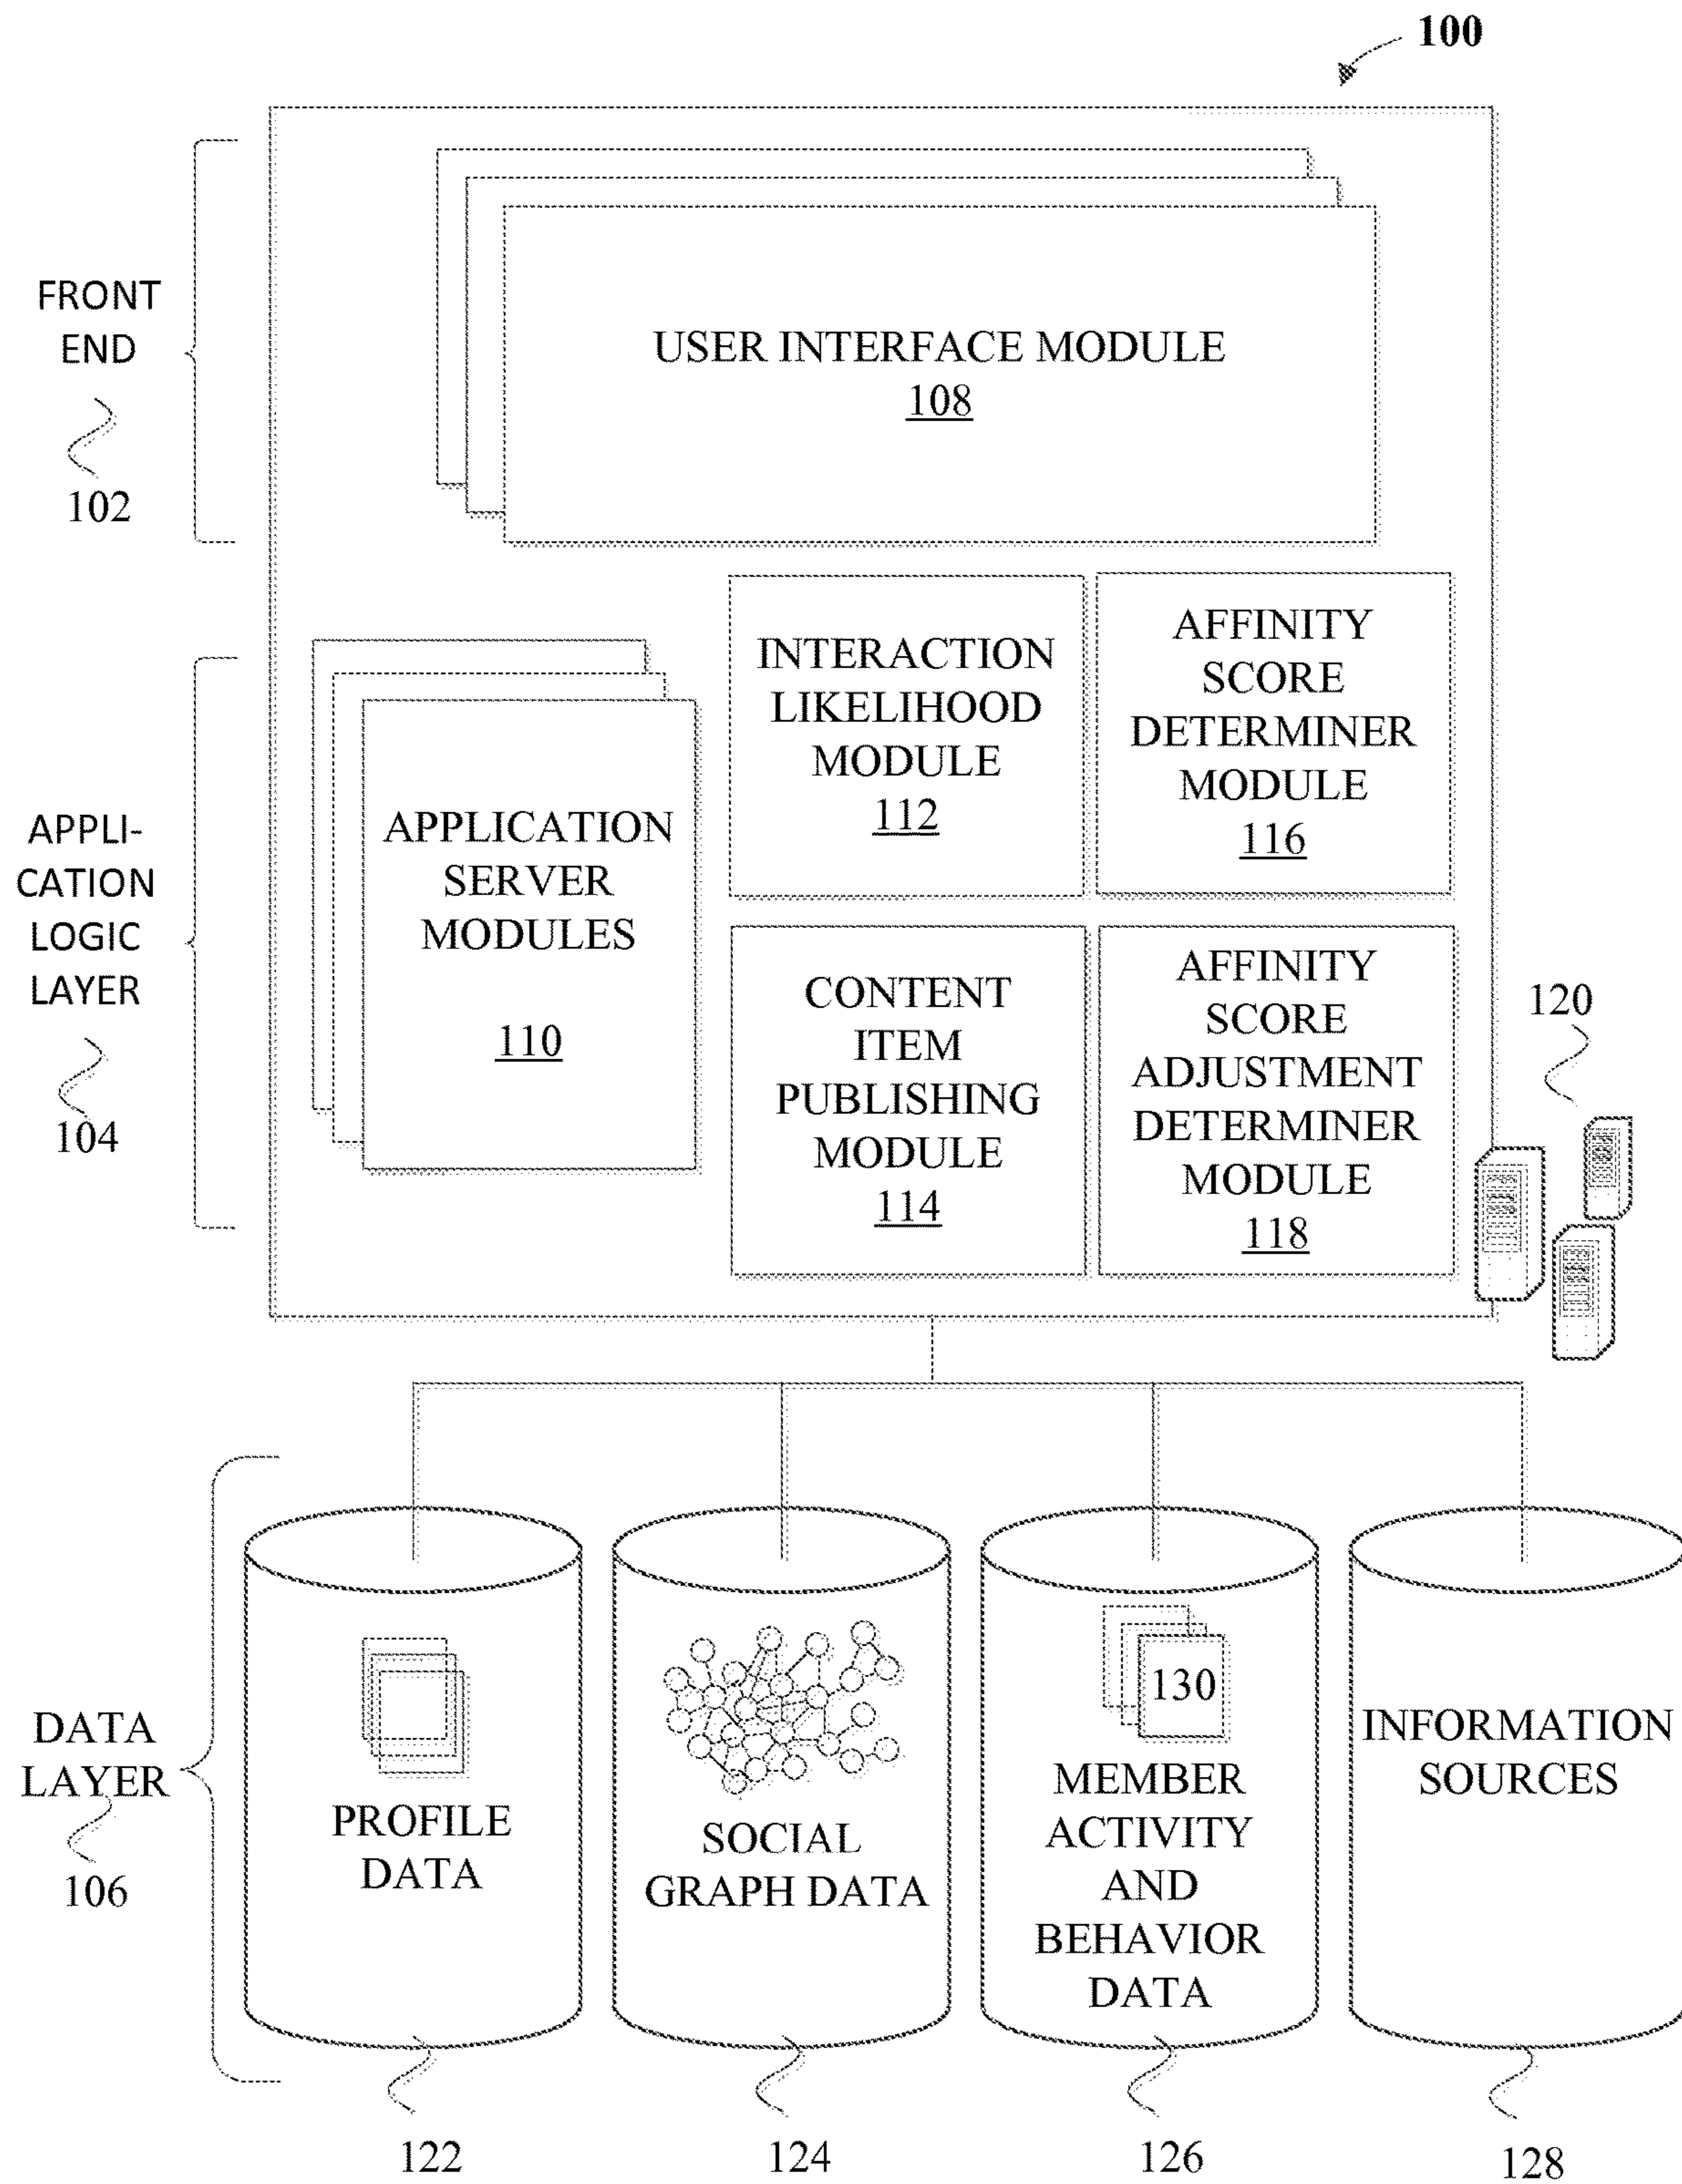 100
FRONT
END
102
USER INTERFACE MODULE
108
APPLI-
CATION
LOGIC
LAYER
104
APPLICATION
SERVER
MODULES
110
INTERACTION
LIKELIHOOD
MODULE
112
AFFINITY
SCORE
DETERMINER
MODULE
116
CONTENT
ITEM
PUBLISHING
MODULE
114
AFFINITY
SCORE
ADJUSTMENT
DETERMINER
MODULE
118
120
DATA
LAYER
106
PROFILE
DATA
SOCIAL
GRAPH DATA
130
MEMBER
ACTIVITY
AND
BEHAVIOR
DATA
INFORMATION
SOURCES
122
124
126
128